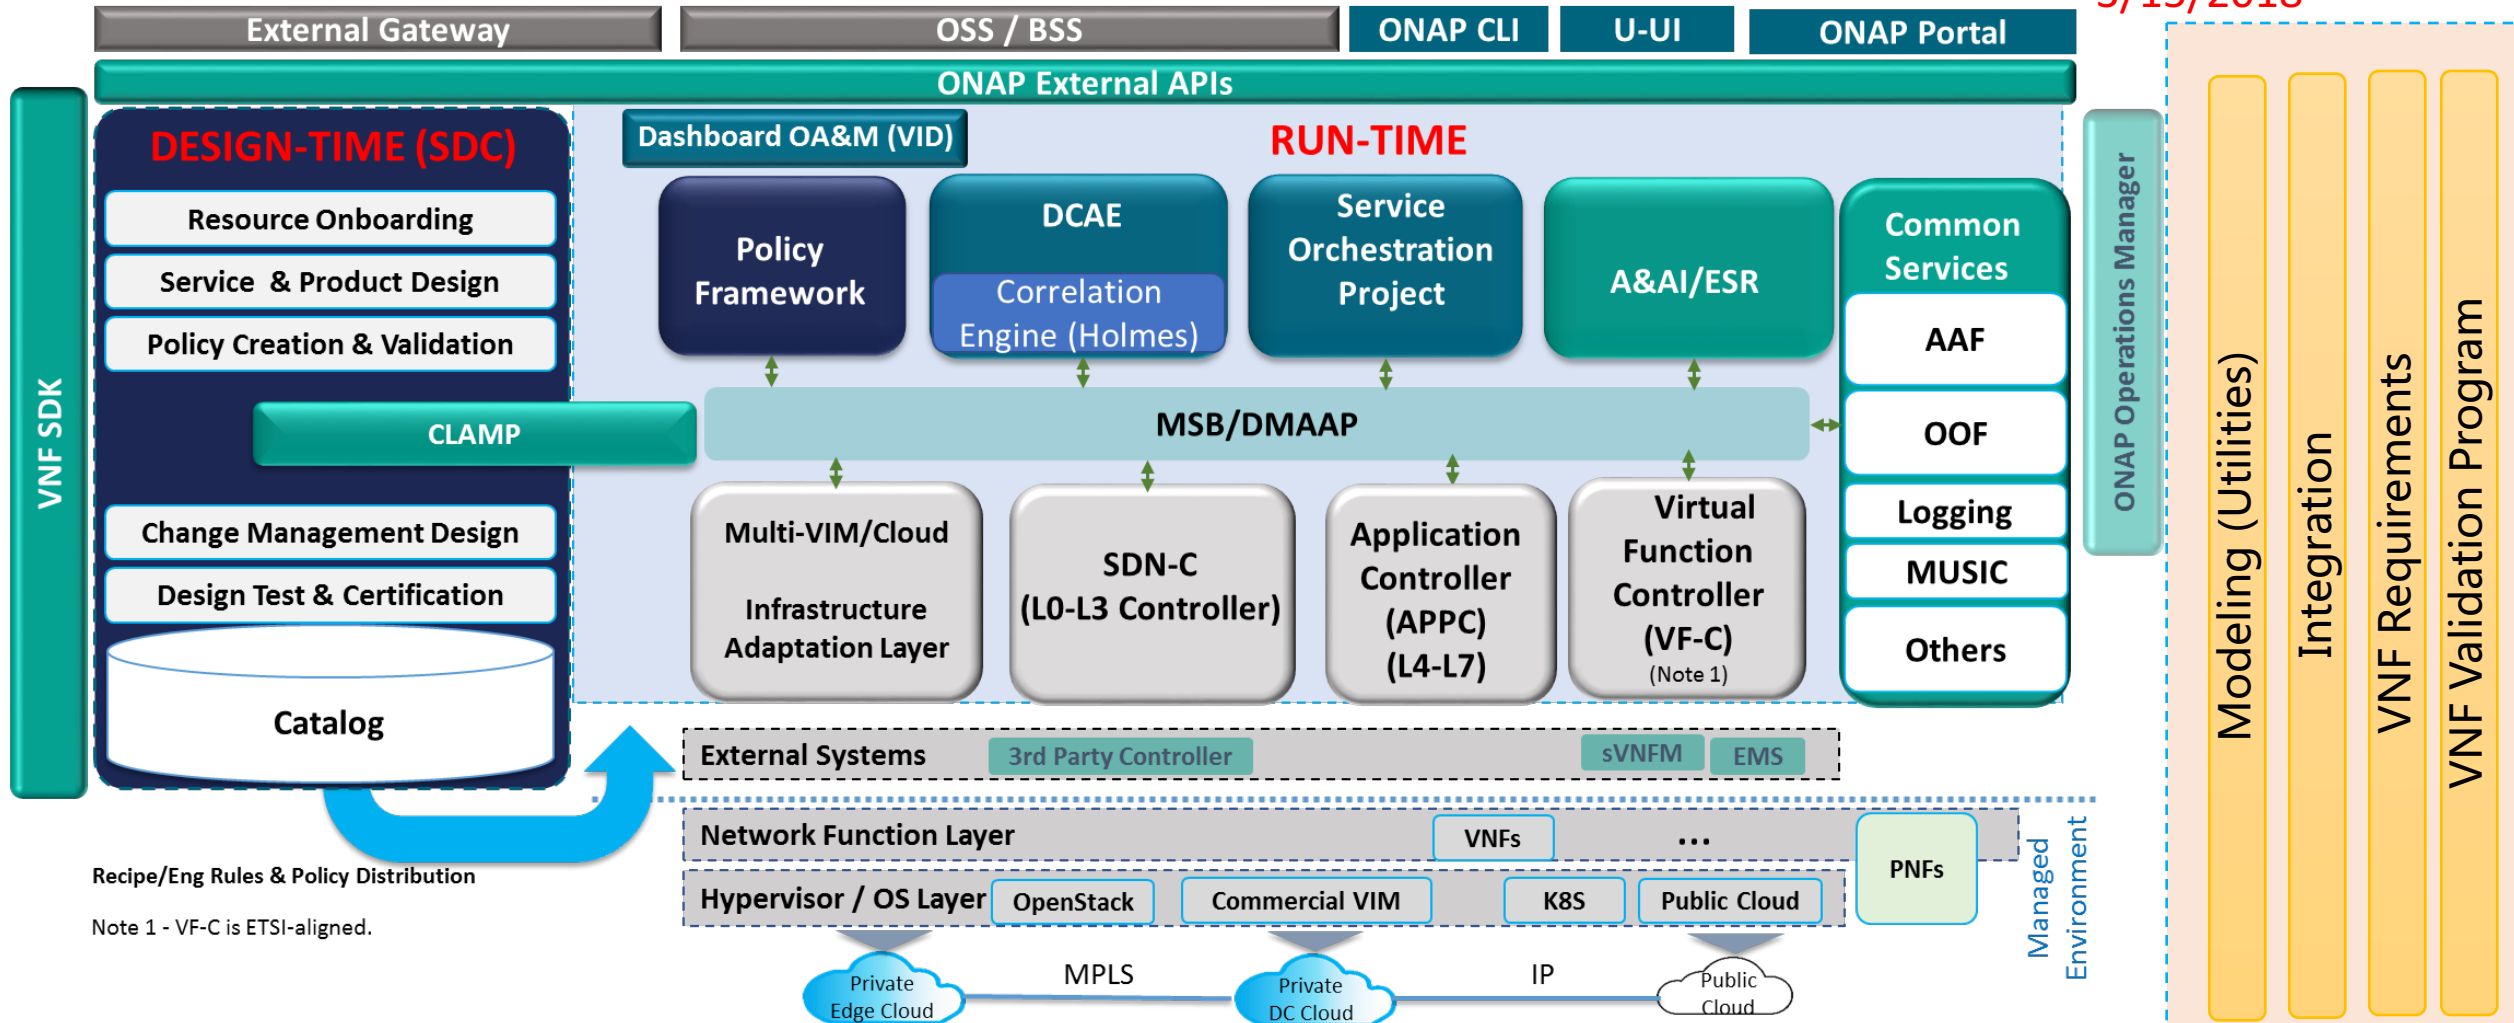 5/15/2018
External Gateway
OSS / BSS
ONAP CLI
U-UI
ONAP Portal
ONAP External APIs
VNF SDK
DESIGN-TIME (SDC)
Resource Onboarding
Service & Product Design
Policy Creation & Validation
CLAMP
Change Management Design
Design Test & Certification
Catalog
Dashboard OA&M (VID)
RUN-TIME
Policy
Framework
DCAE
Correlation
Engine (Holmes)
Service
Orchestration
Project
A&AI/ESR
Common
Services
AAF
OOF
Logging
MUSIC
Others
MSB/DMAAP
Multi-VIM/Cloud
Infrastructure
Adaptation Layer
SDN-C
(L0-L3 Controller)
Application
Controller
(APPC)
(L4-L7)
Virtual
Function
Controller
(VF-C)
(Note 1)
ONAP Operations Manager
External Systems
3rd Party Controller
sVNFM
EMS
Network Function Layer
VNFs
...
PNFs
Hypervisor / OS Layer
OpenStack
Commercial VIM
K8S
Public Cloud
Managed
Environment
Recipe/Eng Rules & Policy Distribution
Note 1 - VF-C is ETSI-aligned.
Private
Edge Cloud
MPLS
Private
DC Cloud
IP
Public
Cloud
Modeling (Utilities)
Integration
VNF Requirements
VNF Validation Program